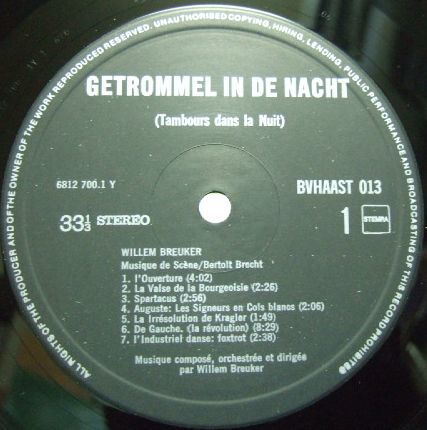 ALL RIGHTS OF THE PRODUCER AND OF THE OWNER OF THE WORK REPRODUCED RESERVED. UNAUTHORISED COPYING, HIRING, LENDING, PUBLIC PERFORMANCE AND BROADCASTING OF THIS RECORD PROHIBITED
GETROMMEL IN DE NACHT
(Tambours dans la Nuit)
6812 700.1 Y
BVHAAST 013
33⅓ STEREO
1 STEMRA
WILLEM BREUKER
Musique de Scène/Bertolt Brecht
1. l'Ouverture (4:02)
2. La Valse de la Bourgeoisie (2:26)
3. Spartacus (2:56)
4. Auguste: Les Signeurs en Cols blancs (2:06)
5. La Irrésolution de Kragler (1:49)
6. De Gauche. (la révolution) (8:29)
7. l'Industriel danse: foxtrot (2:38)
Musique composé, orchestrée et dirigée
par Willem Breuker